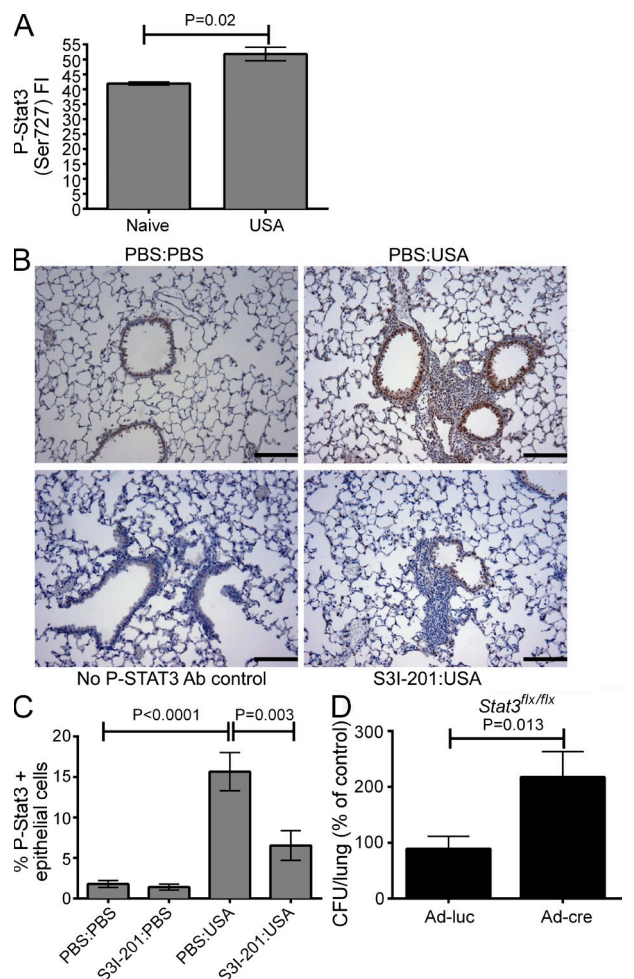 A
P=0.02
P-Stat3
(Ser727) FI
55
50
45
40
35
30
25
20
15
10
5
0
Naive
USA
B
PBS:PBS
PBS:USA
No P-STAT3 Ab control
S3I-201:USA
C
P<0.0001
P=0.003
% P-Stat3 +
epithelial cells
20
15
10
5
0
PBS:PBS
S3I-201:PBS
PBS:USA
S3I-201:USA
D
Stat3flx/flx
P=0.013
CFU/lung (% of control)
300
200
100
0
Ad-luc
Ad-cre